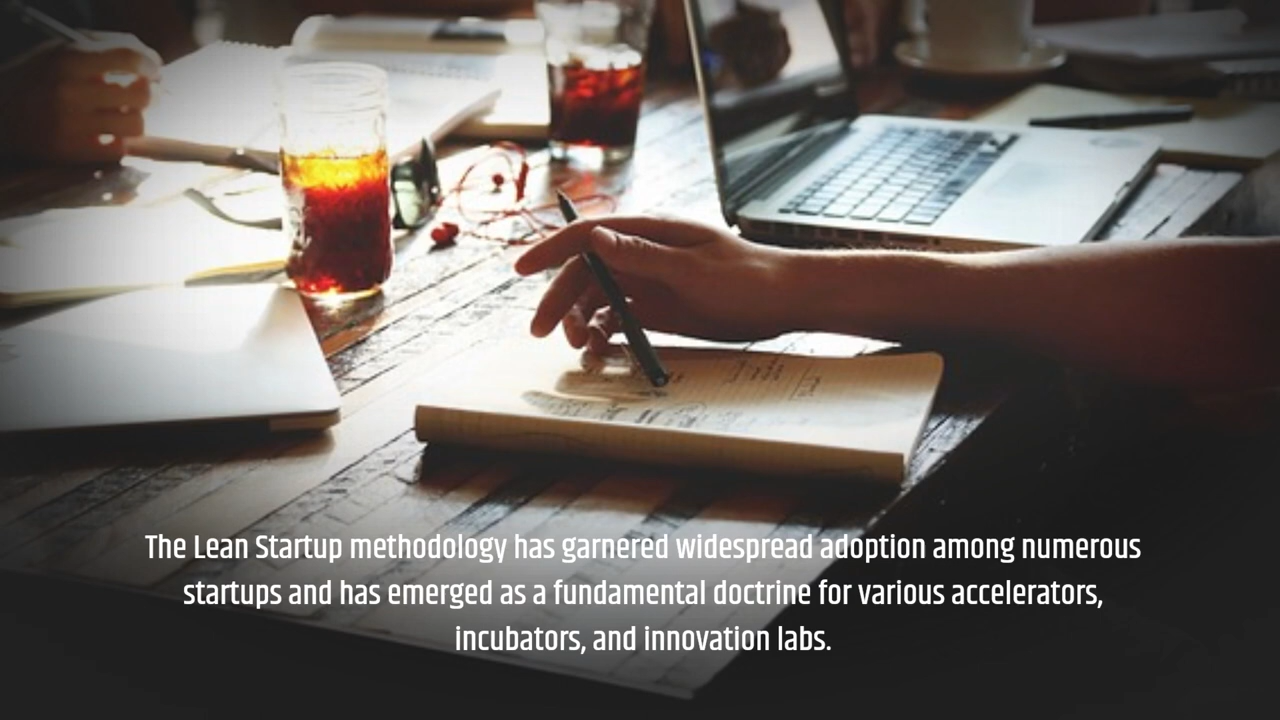 The Lean Startup methodology has garnered widespread adoption among numerous
startups and has emerged as a fundamental doctrine for various accelerators,
incubators, and innovation labs.